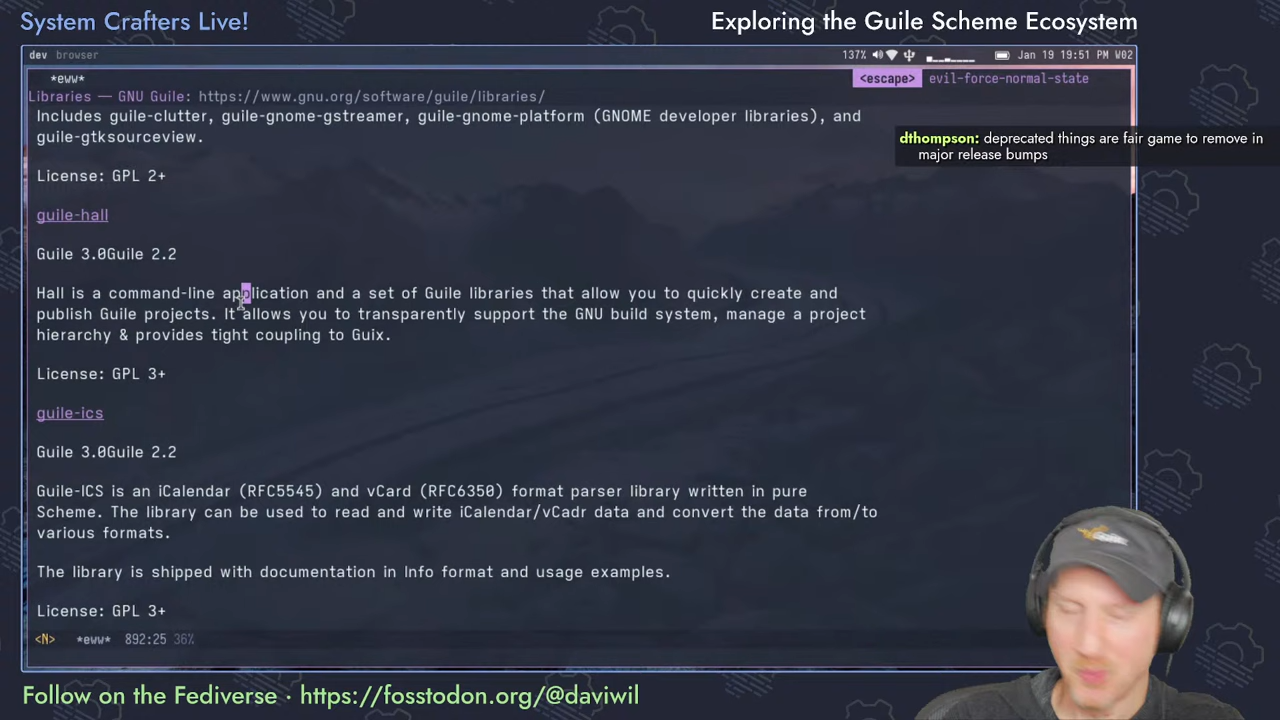 System Crafters Live!
Exploring the Guile Scheme Ecosystem
dev browser
137%
Jan 19 19:51 PM W02
*eww*
<escape> evil-force-normal-state
Libraries — GNU Guile: https://www.gnu.org/software/guile/libraries/
Includes guile-clutter, guile-gnome-gstreamer, guile-gnome-platform (GNOME developer libraries), and
guile-gtksourceview.
dthompson: deprecated things are fair game to remove in
major release bumps
License: GPL 2+
guile-hall
Guile 3.0Guile 2.2
Hall is a command-line application and a set of Guile libraries that allow you to quickly create and
publish Guile projects. It allows you to transparently support the GNU build system, manage a project
hierarchy & provides tight coupling to Guix.
License: GPL 3+
guile-ics
Guile 3.0Guile 2.2
Guile-ICS is an iCalendar (RFC5545) and vCard (RFC6350) format parser library written in pure
Scheme. The library can be used to read and write iCalendar/vCadr data and convert the data from/to
various formats.
The library is shipped with documentation in Info format and usage examples.
License: GPL 3+
<N> *eww* 892:25 36%
Follow on the Fediverse · https://fosstodon.org/@daviwil